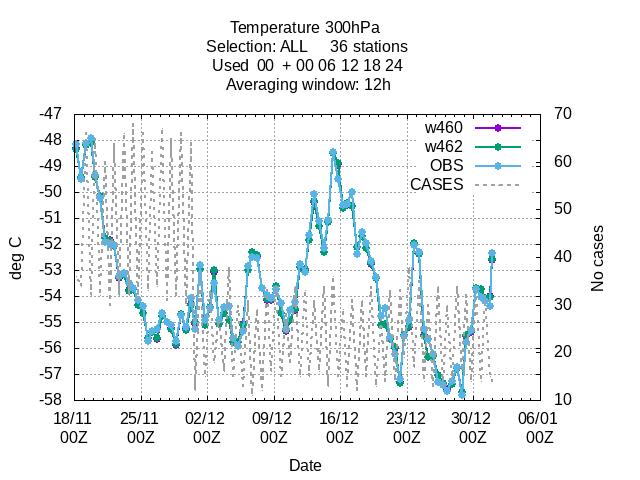 Temperature 300hPa
Selection: ALL 36 stations
Used 00 + 00 06 12 18 24
Averaging window: 12h
w460
w462
OBS
CASES
-47
-48
-49
-50
-51
-52
-53
-54
-55
-56
-57
-58
70
60
50
40
30
20
10
deg C
No cases
18/11 25/11 02/12 09/12 16/12 23/12 30/12 06/01
00Z 00Z 00Z 00Z 00Z 00Z 00Z 00Z
Date